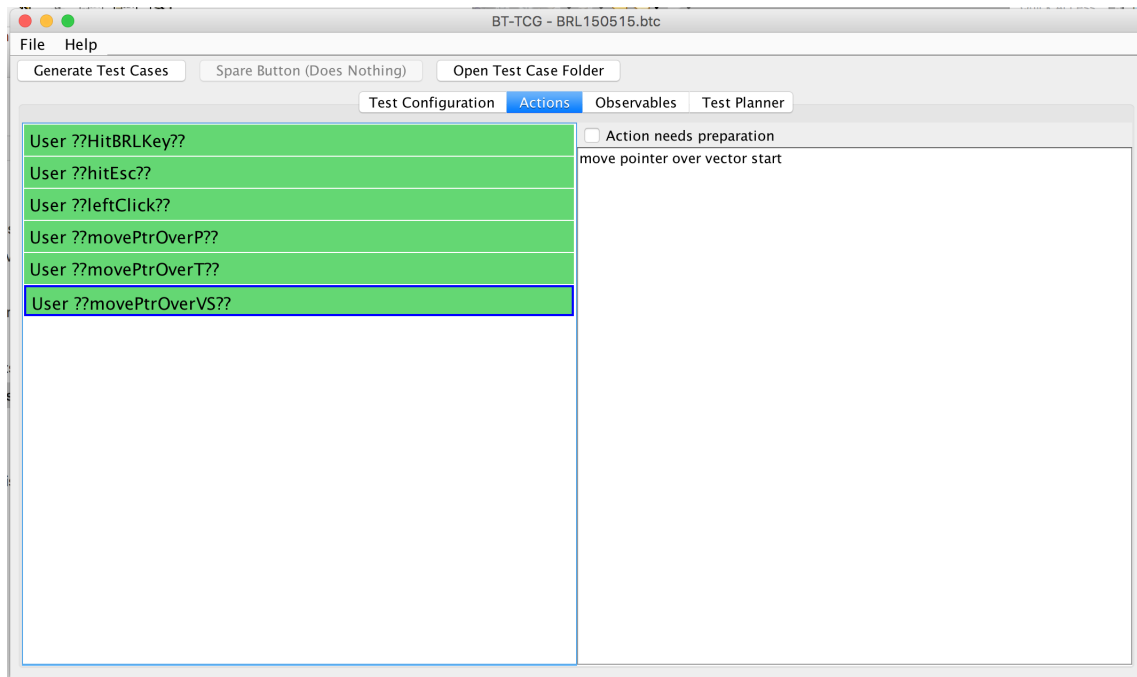 BT-TCG - BRL150515.btc
File Help
Generate Test Cases Spare Button (Does Nothing) Open Test Case Folder
Test Configuration Actions Observables Test Planner
User ??HitBRLKey??
User ??hitEsc??
User ??leftClick??
User ??movePtrOverP??
User ??movePtrOverT??
User ??movePtrOverVS??
Action needs preparation
move pointer over vector start